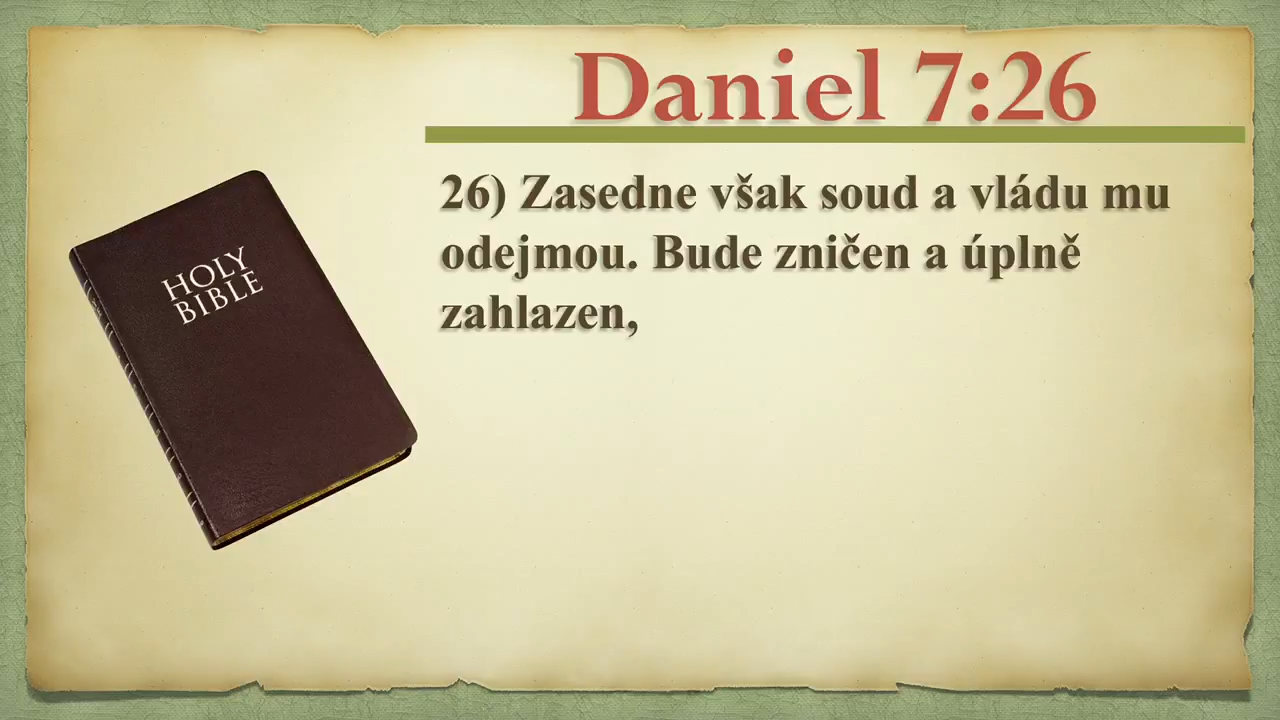 Daniel 7:26
26) Zasedne však soud a vládu mu
odejmou. Bude zničen a úplně
zahlazen,
HOLY
BIBLE